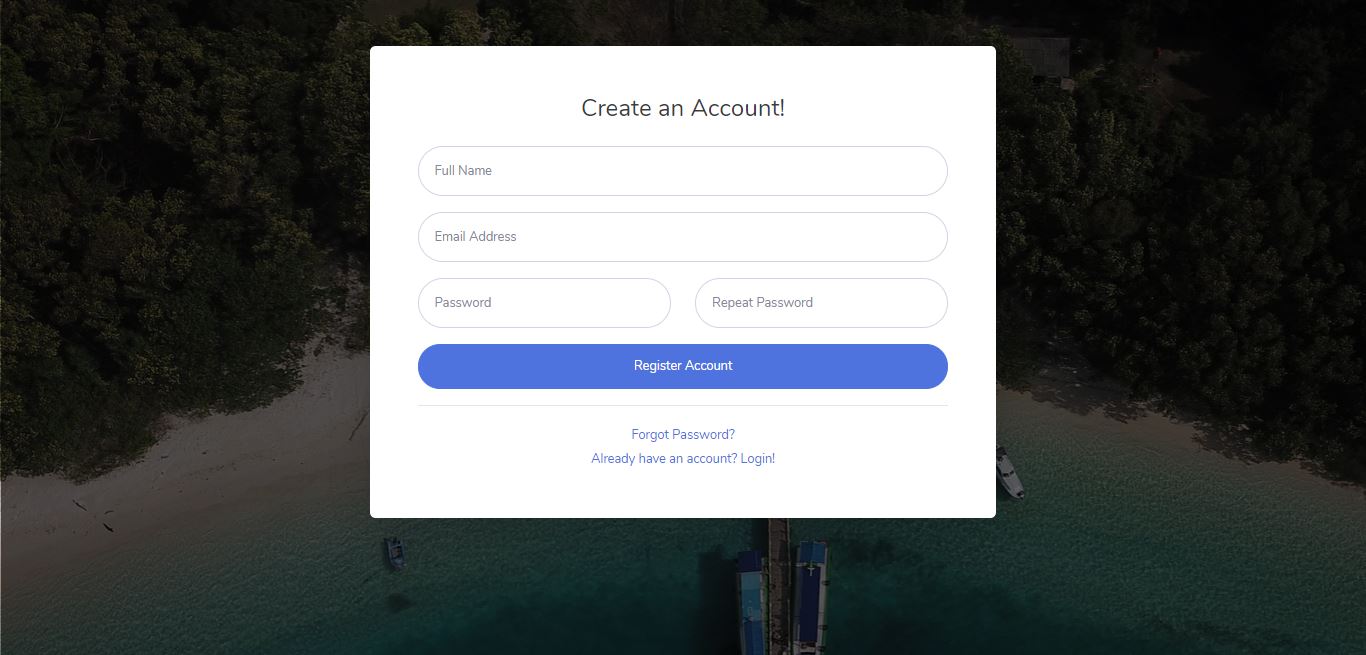 Create an Account!
Full Name
Email Address
Password
Repeat Password
Register Account
Forgot Password?
Already have an account? Login!